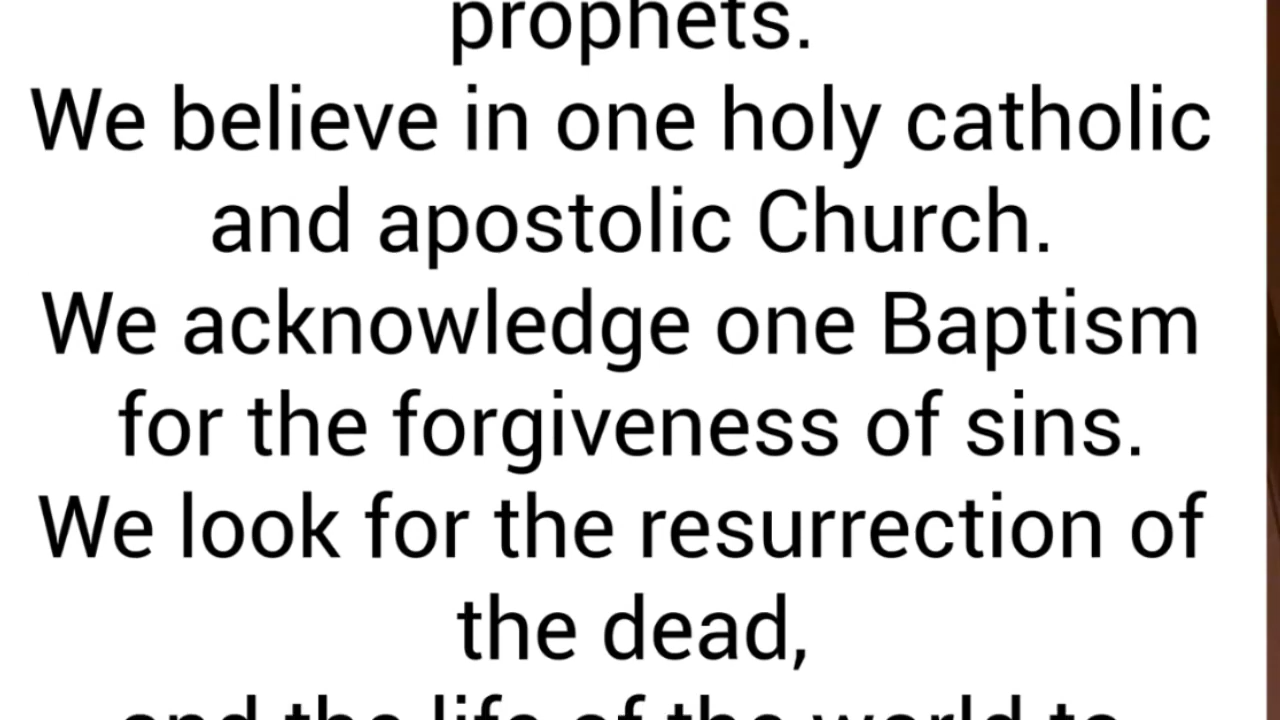 prophets.
We believe in one holy catholic
and apostolic Church.
We acknowledge one Baptism
for the forgiveness of sins.
We look for the resurrection of
the dead,
and the life of the world to